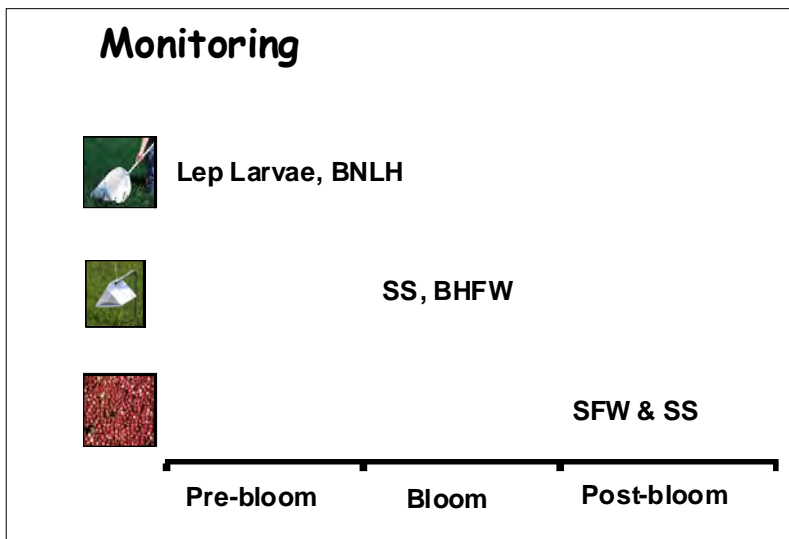 Monitoring
Lep Larvae, BNLH
SS, BHFW
SFW & SS
Pre-bloom
Bloom
Post-bloom